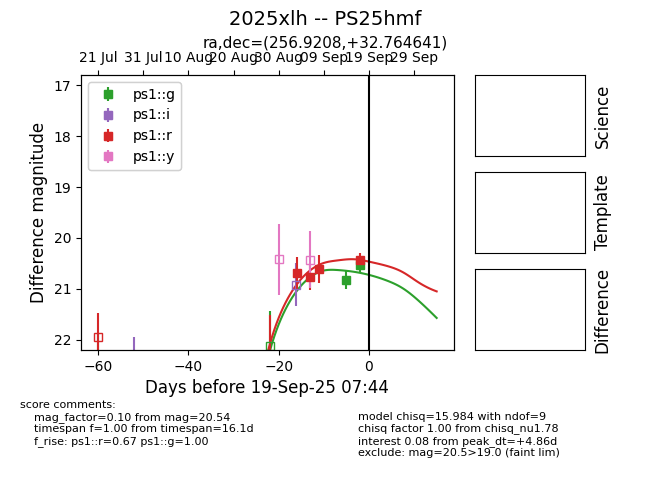 2025xlh -- PS25hmf
ra,dec=(256.9208,+32.764641)
21 Jul 31 Jul 10 Aug 20 Aug 30 Aug 09 Sep 19 Sep 29 Sep
17
18
19
20
21
22
Difference magnitude
ps1::g
ps1::i
ps1::r
ps1::y
−60 −40 −20 0
Days before 19-Sep-25 07:44
Science
Template
Difference
score comments:
mag_factor=0.10 from mag=20.54
timespan f=1.00 from timespan=16.1d
f_rise: ps1::r=0.67 ps1::g=1.00
model chisq=15.984 with ndof=9
chisq factor 1.00 from chisq_nu1.78
interest 0.08 from peak_dt=+4.86d
exclude: mag=20.5>19.0 (faint lim)